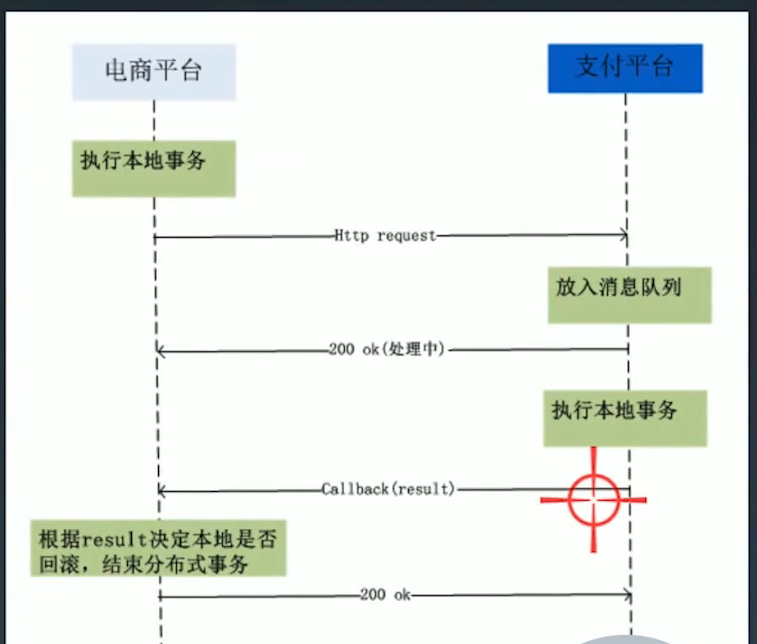 电商平台
支付平台
执行本地事务
Http request
放入消息队列
200 ok(处理中)
执行本地事务
Callback(result)
根据result决定本地是否
回滚，结束分布式事务
200 ok